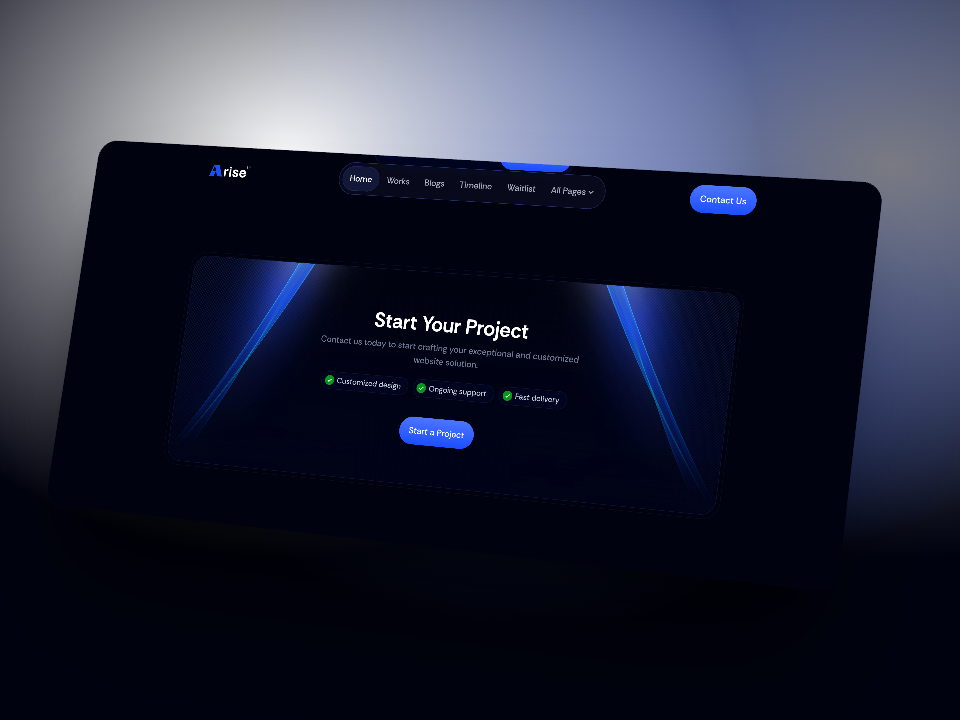 Arise
Home Works Blogs Timeline Waitlist All Pages
Contact Us
Start Your Project
Contact us today to start crafting your exceptional and customized
website solution.
Customized design Ongoing support Fast delivery
Start a Project